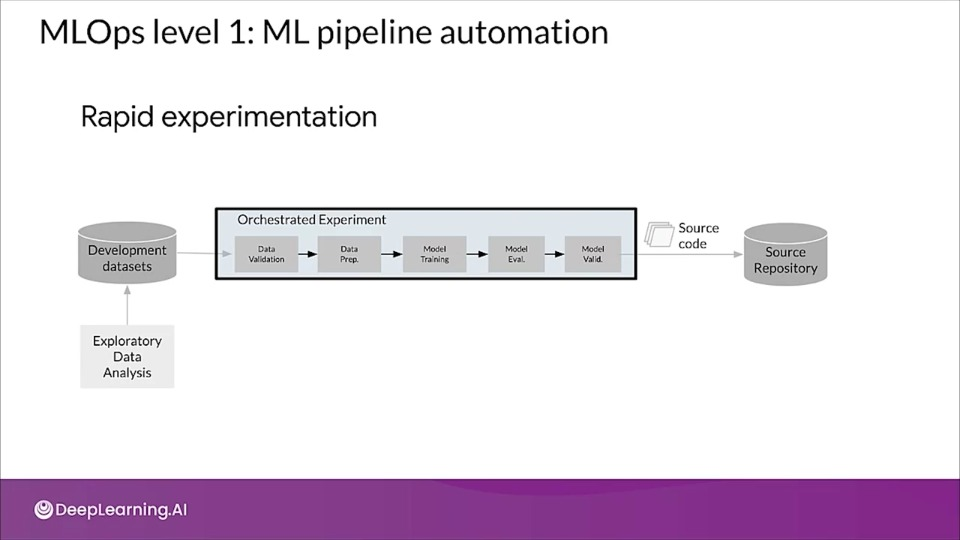 MLOps level 1: ML pipeline automation
Rapid experimentation
Orchestrated Experiment
Development
datasets
Data
Validation
Data
Prep.
Model
Training
Model
Eval.
Model
Valid.
Source
code
Source
Repository
Exploratory
Data
Analysis
DeepLearning.AI